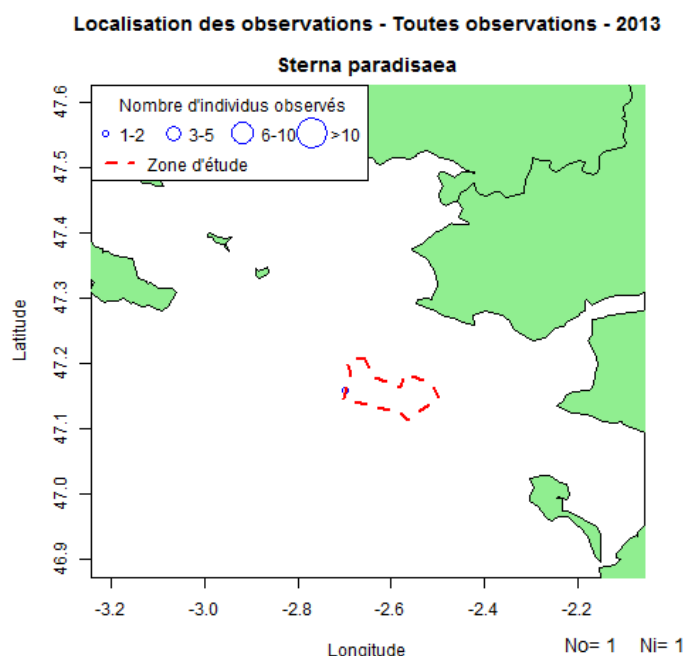 Localisation des observations - Toutes observations - 2013
Sterna paradisaea
Nombre d'individus observés
1-2 3-5 6-10 >10
Zone d'étude
Latitude
47.6
47.5
47.4
47.3
47.2
47.1
47.0
46.9
-3.2 -3.0 -2.8 -2.6 -2.4 -2.2
Longitude
No= 1 Ni= 1